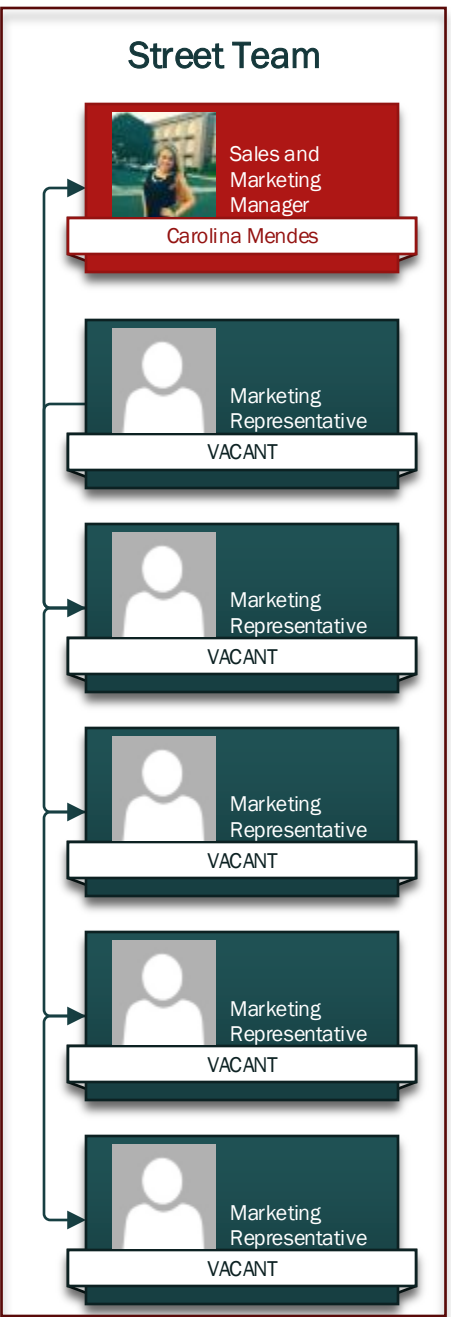 Street Team
Sales and
Marketing
Manager
Carolina Mendes
Marketing
Representative
VACANT
Marketing
Representative
VACANT
Marketing
Representative
VACANT
Marketing
Representative
VACANT
Marketing
Representative
VACANT